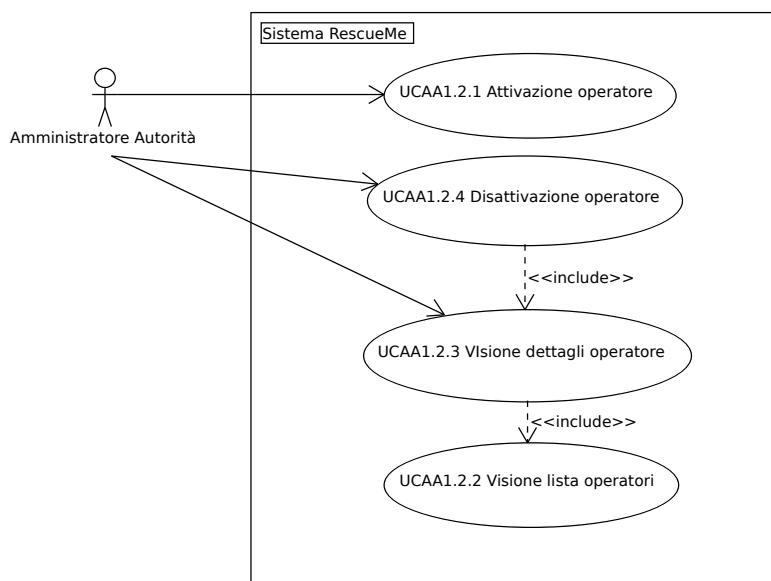 Sistema RescueMe
UCAA1.2.1 Attivazione operatore
Amministratore Autorità
UCAA1.2.4 Disattivazione operatore
<<include>>
UCAA1.2.3 VIsione dettagli operatore
<<include>>
UCAA1.2.2 Visione lista operatori